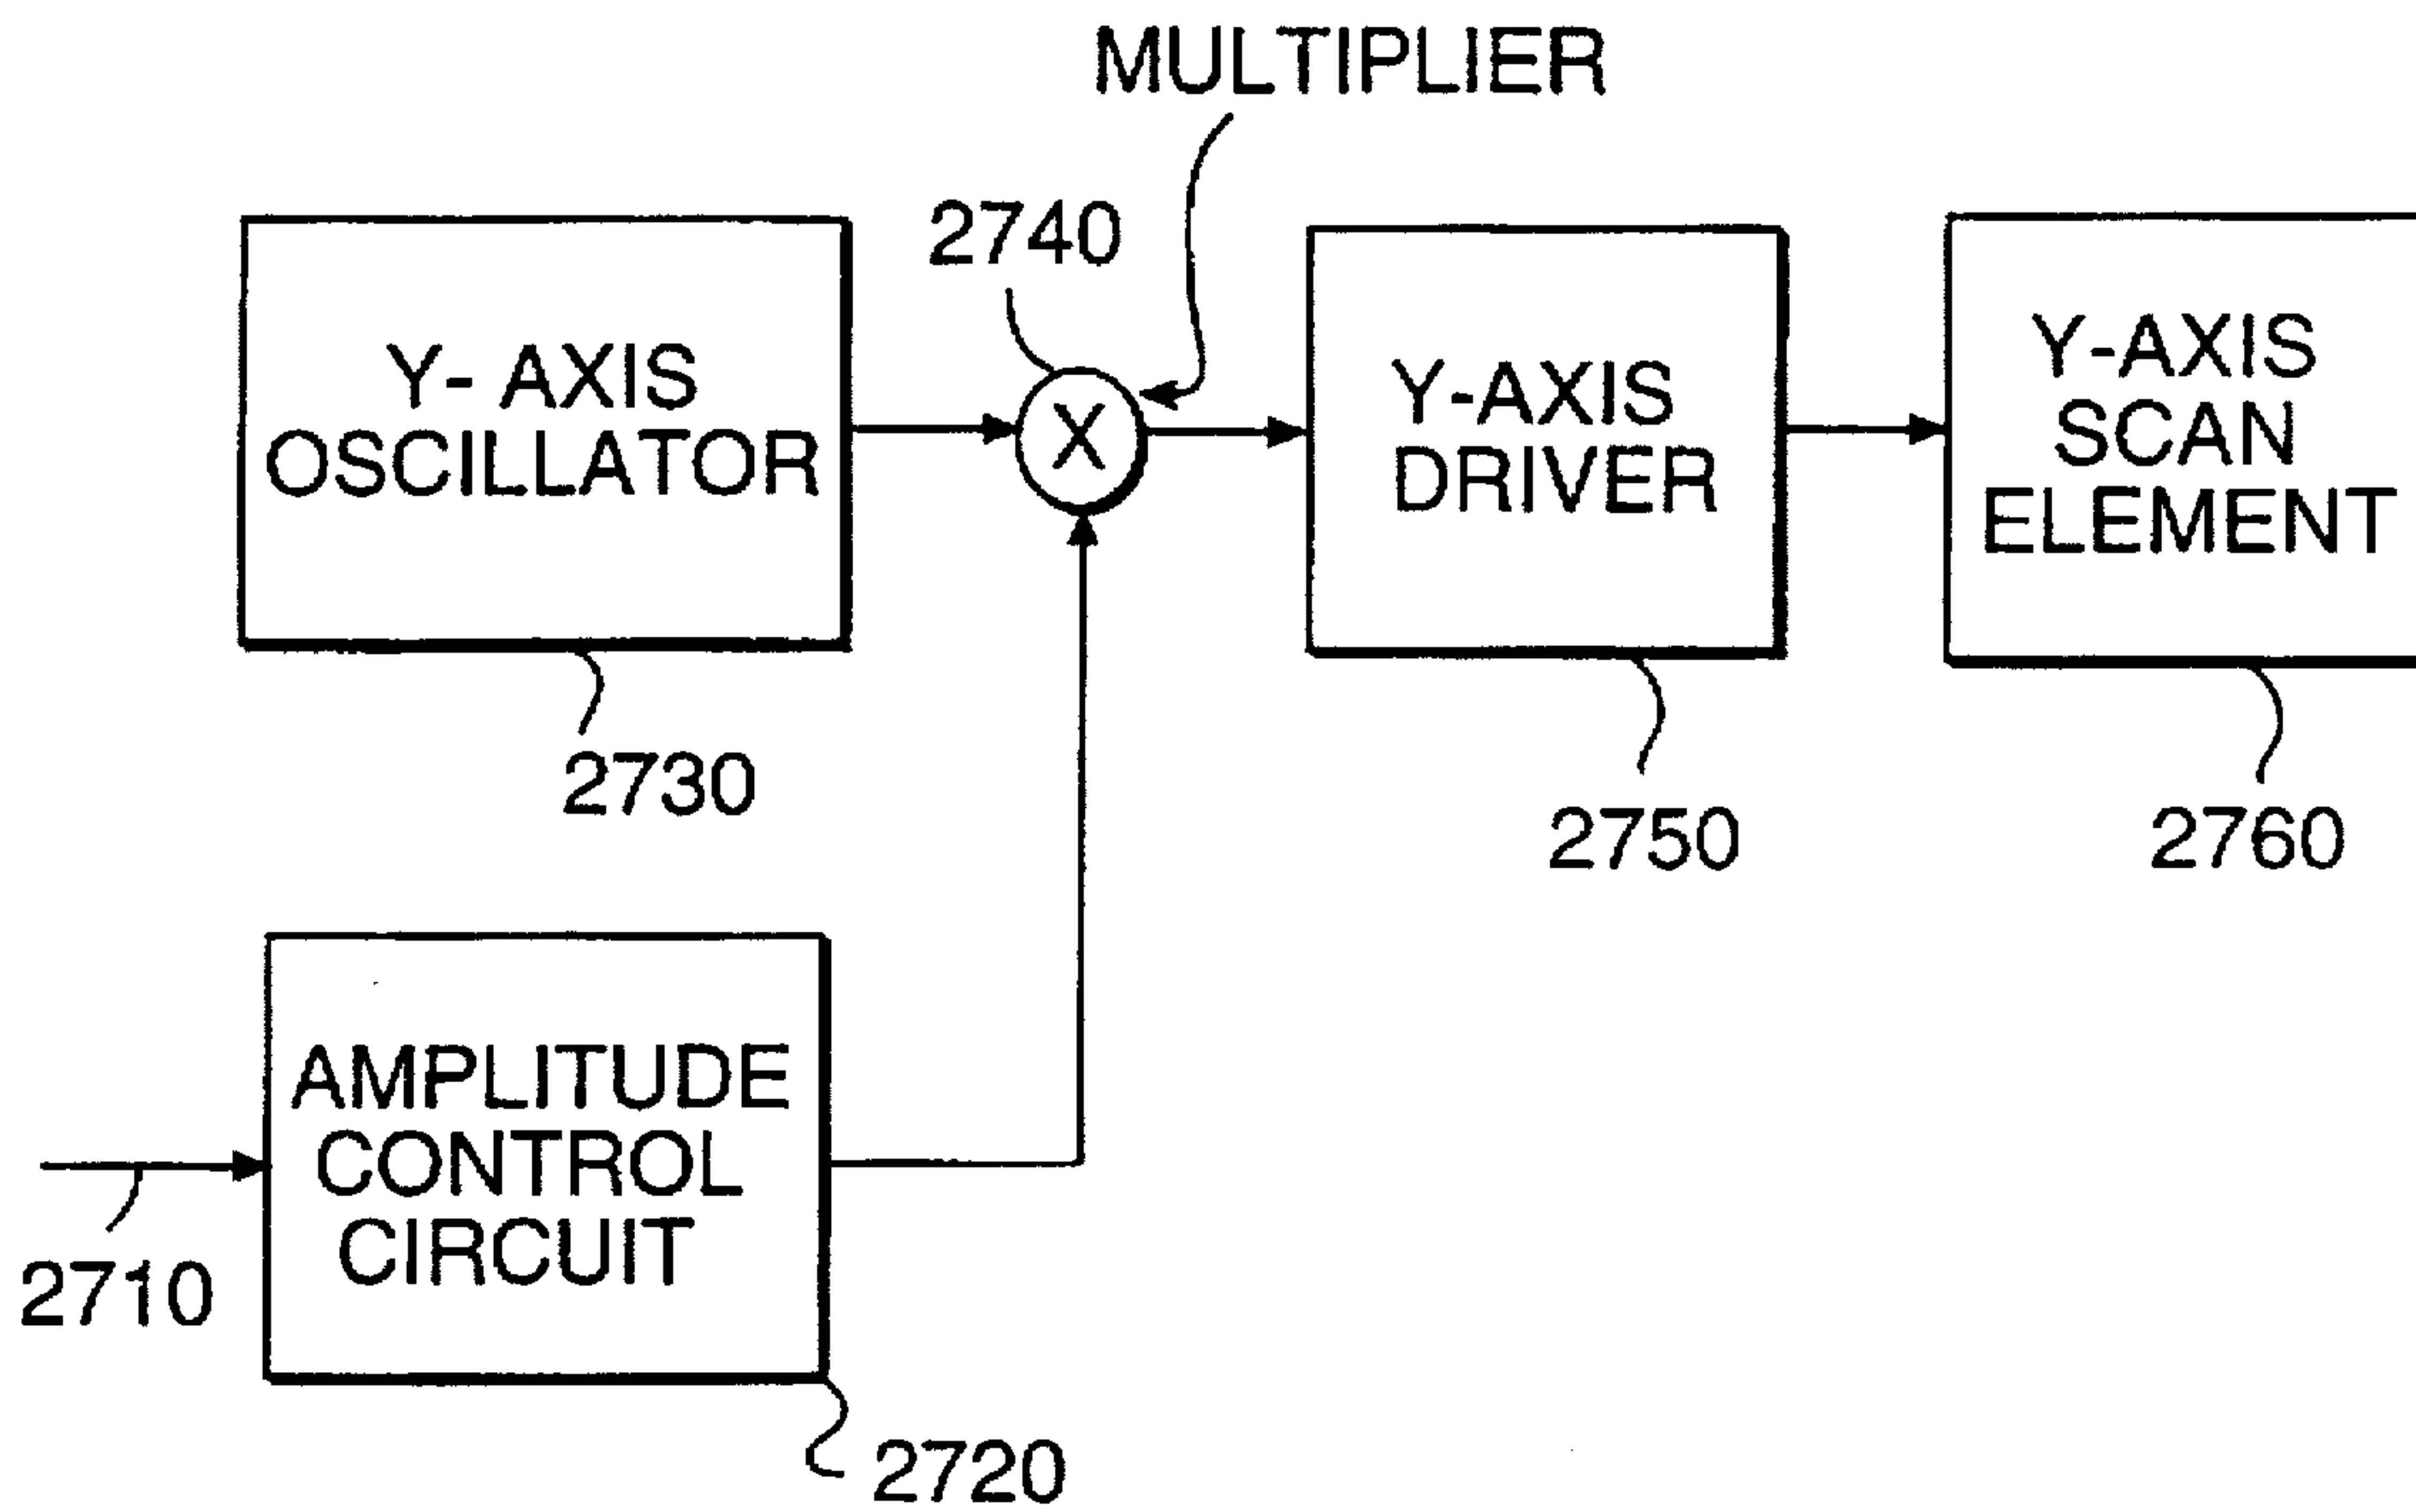 MULTIPLIER
2740
Y- AXIS
OSCILLATOR
X
Y-AXIS
DRIVER
Y-AXIS
SCAN
ELEMENT
2730
2750
2760
AMPLITUDE
CONTROL
CIRCUIT
2710
2720